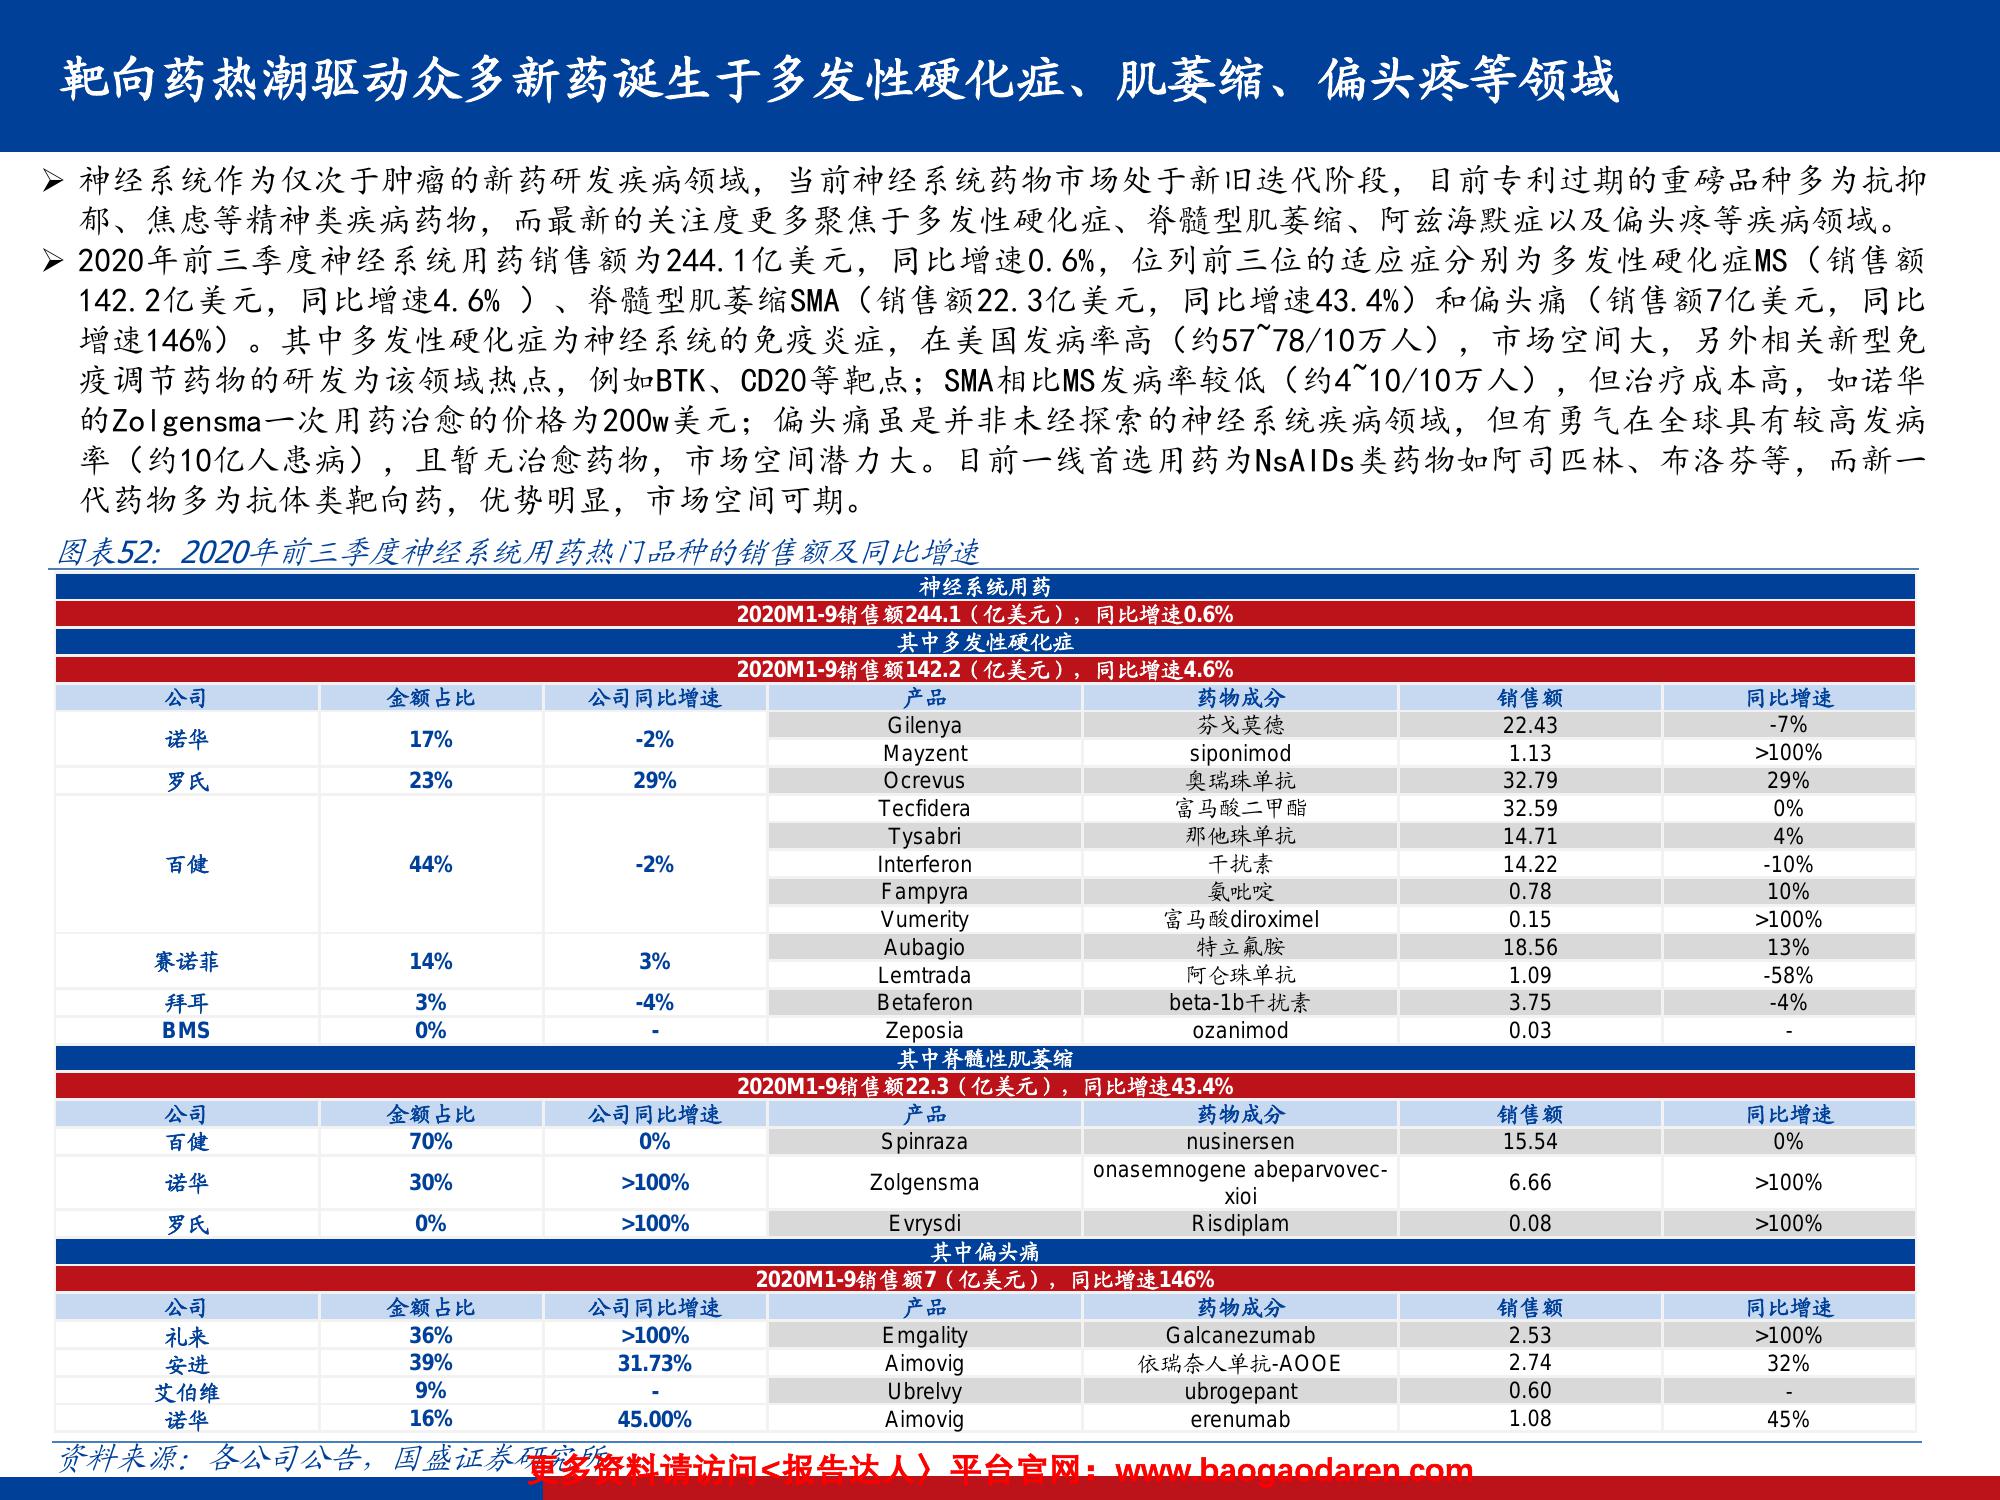 靶向药热潮驱动众多新药诞生于多发性硬化症、肌萎缩、偏头疼等领域
➢ 神经系统作为仅次于肿瘤的新药研发疾病领域，当前神经系统药物市场处于新旧迭代阶段，目前专利过期的重磅品种多为抗抑
郁、焦虑等精神类疾病药物，而最新的关注度更多聚焦于多发性硬化症、脊髓型肌萎缩、阿兹海默症以及偏头疼等疾病领域。
➢ 2020年前三季度神经系统用药销售额为244.1亿美元，同比增速0.6%，位列前三位的适应症分别为多发性硬化症MS（销售额
142.2亿美元，同比增速4.6% ）、脊髓型肌萎缩SMA（销售额22.3亿美元，同比增速43.4%）和偏头痛（销售额7亿美元，同比
增速146%）。其中多发性硬化症为神经系统的免疫炎症，在美国发病率高（约57~78/10万人），市场空间大，另外相关新型免
疫调节药物的研发为该领域热点，例如BTK、CD20等靶点；SMA相比MS发病率较低（约4~10/10万人），但治疗成本高，如诺华
的Zolgensma一次用药治愈的价格为200w美元；偏头痛虽是并非未经探索的神经系统疾病领域，但有勇气在全球具有较高发病
率（约10亿人患病），且暂无治愈药物，市场空间潜力大。目前一线首选用药为NsAIDs类药物如阿司匹林、布洛芬等，而新一
代药物多为抗体类靶向药，优势明显，市场空间可期。
图表52：2020年前三季度神经系统用药热门品种的销售额及同比增速
神经系统用药
2020M1-9销售额244.1（亿美元），同比增速0.6%
其中多发性硬化症
2020M1-9销售额142.2（亿美元），同比增速4.6%
公司 金额占比 公司同比增速 产品 药物成分 销售额 同比增速
诺华 17% -2% Gilenya 芬戈莫德 22.43 -7%
Mayzent siponimod 1.13 >100%
罗氏 23% 29% Ocrevus 奥瑞珠单抗 32.79 29%
百健 44% -2% Tecfidera 富马酸二甲酯 32.59 0%
Tysabri 那他珠单抗 14.71 4%
Interferon 干扰素 14.22 -10%
Fampyra 氨吡啶 0.78 10%
Vumerity 富马酸diroximel 0.15 >100%
赛诺菲 14% 3% Aubagio 特立氟胺 18.56 13%
Lemtrada 阿仑珠单抗 1.09 -58%
拜耳 3% -4% Betaferon beta-1b干扰素 3.75 -4%
BMS 0% - Zeposia ozanimod 0.03 -
其中脊髓性肌萎缩
2020M1-9销售额22.3（亿美元），同比增速43.4%
公司 金额占比 公司同比增速 产品 药物成分 销售额 同比增速
百健 70% 0% Spinraza nusinersen 15.54 0%
诺华 30% >100% Zolgensma onasemnogene abeparvovec-
xioi 6.66 >100%
罗氏 0% >100% Evrysdi Risdiplam 0.08 >100%
其中偏头痛
2020M1-9销售额7（亿美元），同比增速146%
公司 金额占比 公司同比增速 产品 药物成分 销售额 同比增速
礼来 36% >100% Emgality Galcanezumab 2.53 >100%
安进 39% 31.73% Aimovig 依瑞奈人单抗-AOOE 2.74 32%
艾伯维 9% - Ubrelvy ubrogepant 0.60 -
诺华 16% 45.00% Aimovig erenumab 1.08 45%
资料来源：各公司公告，国盛证券研究所
更多资料请访问<报告达人〉平台官网：www.baogaodaren.com